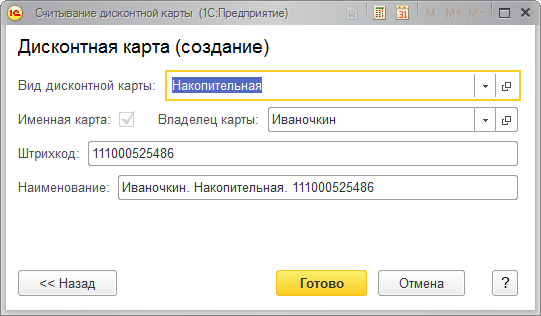 Считывание дисконтной карты (1С:Предприятие)
31 M M+ M-
Дисконтная карта (создание)
Вид дисконтной карты: Накопительная
Именная карта: Владелец карты: Иваночкин
Штрихкод: 111000525486
Наименование: Иваночкин. Накопительная. 111000525486
<< Назад Готово Отмена ?